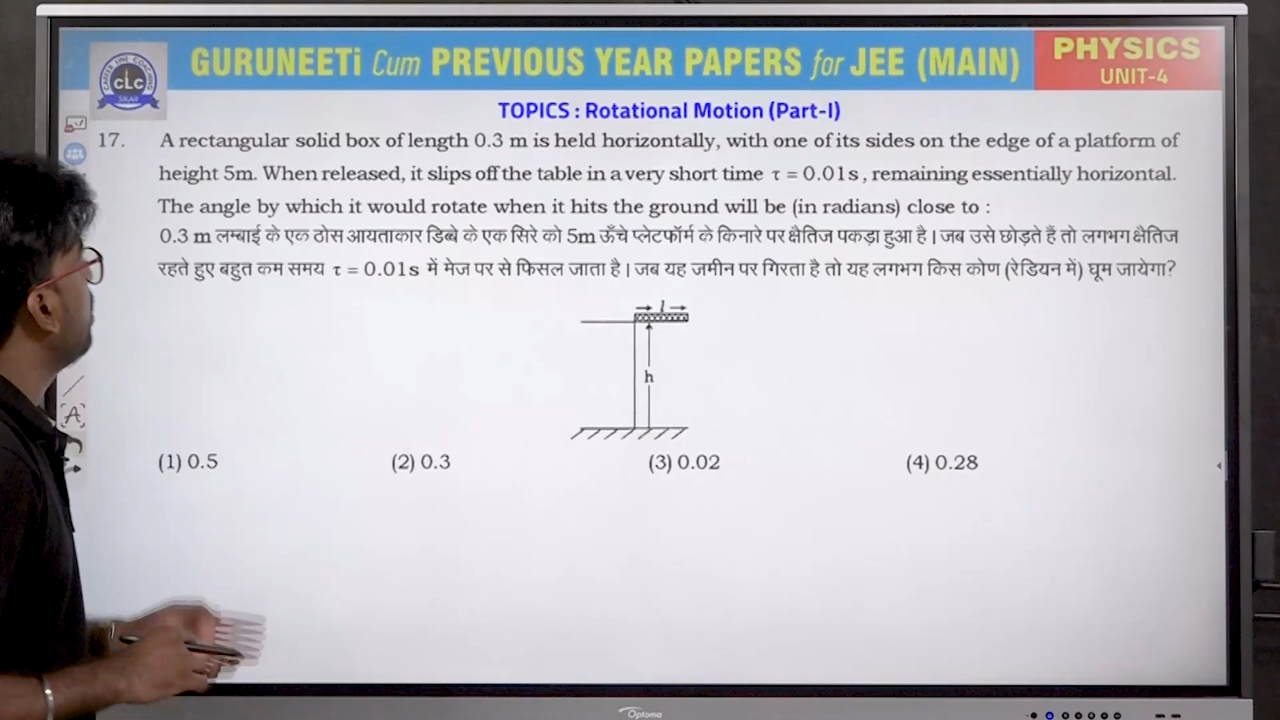 GURUNEETi Cum PREVIOUS YEAR PAPERS for JEE (MAIN)
PHYSICS
UNIT-4
CAREER LINE COACHING
CLC
SIKAR
TOPICS : Rotational Motion (Part-I)
17. A rectangular solid box of length 0.3 m is held horizontally, with one of its sides on the edge of a platform of
height 5m. When released, it slips off the table in a very short time τ = 0.01s, remaining essentially horizontal.
The angle by which it would rotate when it hits the ground will be (in radians) close to :
0.3 m लम्बाई के एक ठोस आयताकार डिब्बे के एक सिरे को 5m ऊँचे प्लेटफॉर्म के किनारे पर क्षैतिज पकड़ा हुआ है। जब उसे छोड़ते हैं तो लगभग क्षैतिज
रहते हुए बहुत कम समय τ = 0.01s में मेज पर से फिसल जाता है। जब यह जमीन पर गिरता है तो यह लगभग किस कोण (रेडियन में) घूम जायेगा?
l
h
(1) 0.5 (2) 0.3 (3) 0.02 (4) 0.28
A
Optoma